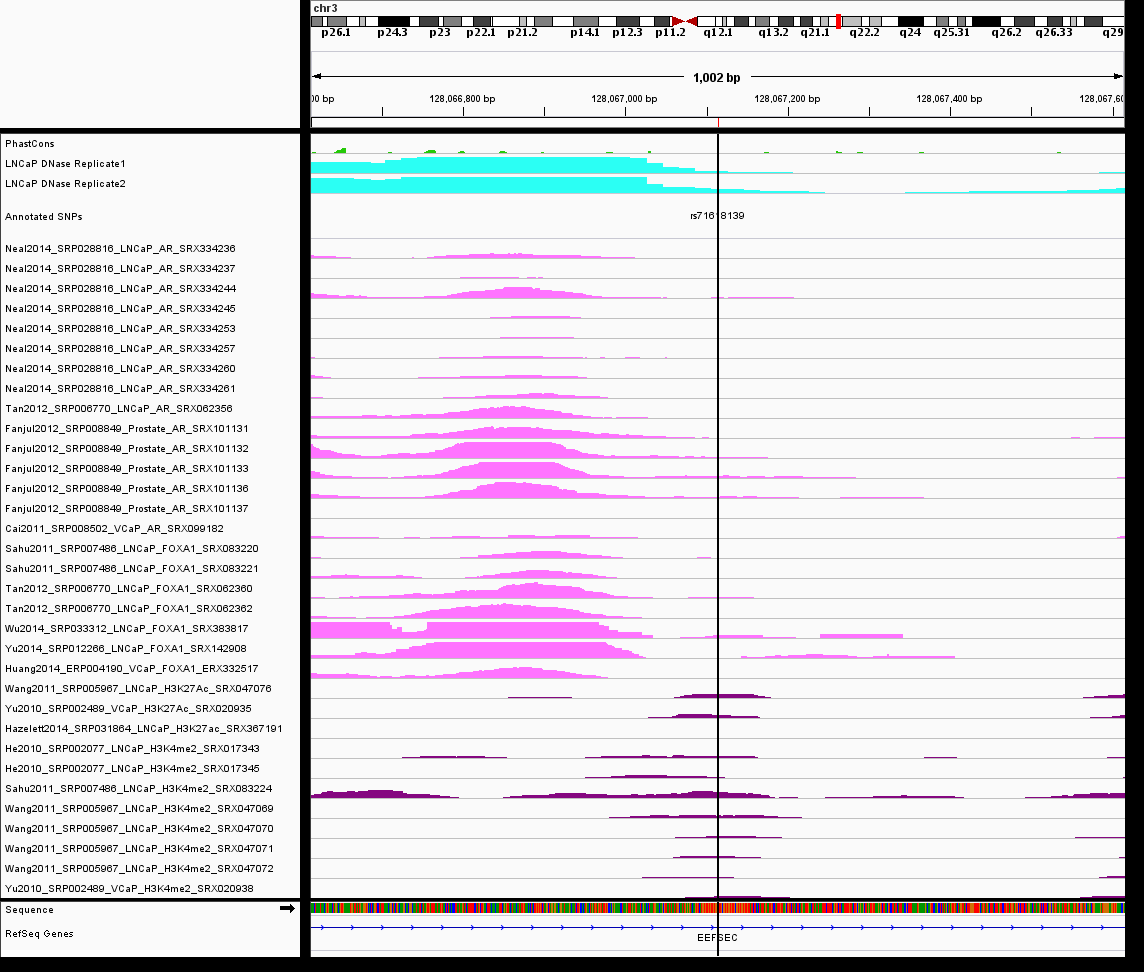 chr3
p26.1 p24.3 p23 p22.1 p21.2 p14.1 p12.3 p11.2 q12.1 q13.2 q21.1 q22.2 q24 q25.31 q26.2 q26.33 q29
1,002 bp
00 bp 128,066,800 bp 128,067,000 bp 128,067,200 bp 128,067,400 bp 128,067,60
PhastCons
LNCaP DNase Replicate1
LNCaP DNase Replicate2
Annotated SNPs
Neal2014_SRP028816_LNCaP_AR_SRX334236
Neal2014_SRP028816_LNCaP_AR_SRX334237
Neal2014_SRP028816_LNCaP_AR_SRX334244
Neal2014_SRP028816_LNCaP_AR_SRX334245
Neal2014_SRP028816_LNCaP_AR_SRX334253
Neal2014_SRP028816_LNCaP_AR_SRX334257
Neal2014_SRP028816_LNCaP_AR_SRX334260
Neal2014_SRP028816_LNCaP_AR_SRX334261
Tan2012_SRP006770_LNCaP_AR_SRX062356
Fanjul2012_SRP008849_Prostate_AR_SRX101131
Fanjul2012_SRP008849_Prostate_AR_SRX101132
Fanjul2012_SRP008849_Prostate_AR_SRX101133
Fanjul2012_SRP008849_Prostate_AR_SRX101136
Fanjul2012_SRP008849_Prostate_AR_SRX101137
Cai2011_SRP008502_VCaP_AR_SRX099182
Sahu2011_SRP007486_LNCaP_FOXA1_SRX083220
Sahu2011_SRP007486_LNCaP_FOXA1_SRX083221
Tan2012_SRP006770_LNCaP_FOXA1_SRX062360
Tan2012_SRP006770_LNCaP_FOXA1_SRX062362
Wu2014_SRP033312_LNCaP_FOXA1_SRX383817
Yu2014_SRP012266_LNCaP_FOXA1_SRX142908
Huang2014_ERP004190_VCaP_FOXA1_ERX332517
Wang2011_SRP005967_LNCaP_H3K27Ac_SRX047076
Yu2010_SRP002489_VCaP_H3K27Ac_SRX020935
Hazelett2014_SRP031864_LNCaP_H3K27ac_SRX367191
He2010_SRP002077_LNCaP_H3K4me2_SRX017343
He2010_SRP002077_LNCaP_H3K4me2_SRX017345
Sahu2011_SRP007486_LNCaP_H3K4me2_SRX083224
Wang2011_SRP005967_LNCaP_H3K4me2_SRX047069
Wang2011_SRP005967_LNCaP_H3K4me2_SRX047070
Wang2011_SRP005967_LNCaP_H3K4me2_SRX047071
Wang2011_SRP005967_LNCaP_H3K4me2_SRX047072
Yu2010_SRP002489_VCaP_H3K4me2_SRX020938
Sequence
RefSeq Genes
EEFSEC